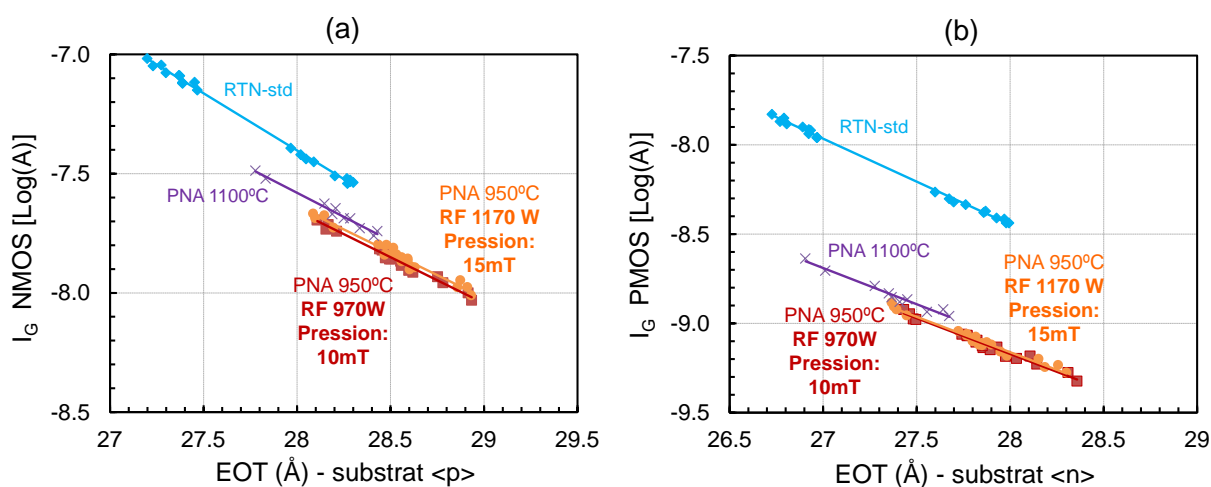 (a)
-7.0
-7.5
-8.0
-8.5
27
27.5
28
28.5
29
29.5
I_G NMOS [Log(A)]
EOT (Å) - substrat <p>
RTN-std
PNA 1100ºC
PNA 950ºC
RF 1170 W
Pression:
15mT
PNA 950ºC
RF 970W
Pression:
10mT
(b)
-7.5
-8.0
-8.5
-9.0
-9.5
26.5
27
27.5
28
28.5
29
I_G PMOS [Log(A)]
EOT (Å) - substrat <n>
RTN-std
PNA 1100ºC
PNA 950ºC
RF 1170 W
Pression:
15mT
PNA 950ºC
RF 970W
Pression:
10mT